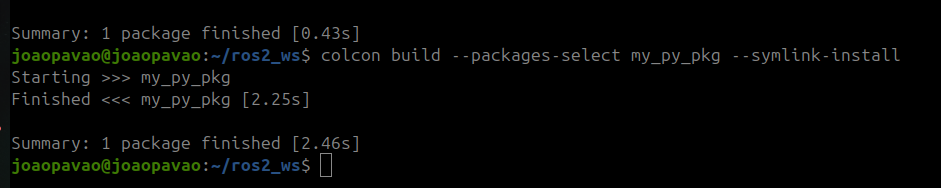 Summary: 1 package finished [0.43s]
joaopavao@joaopavao:~/ros2_ws$ colcon build --packages-select my_py_pkg --symlink-install
Starting >>> my_py_pkg
Finished <<< my_py_pkg [2.25s]
Summary: 1 package finished [2.46s]
joaopavao@joaopavao:~/ros2_ws$